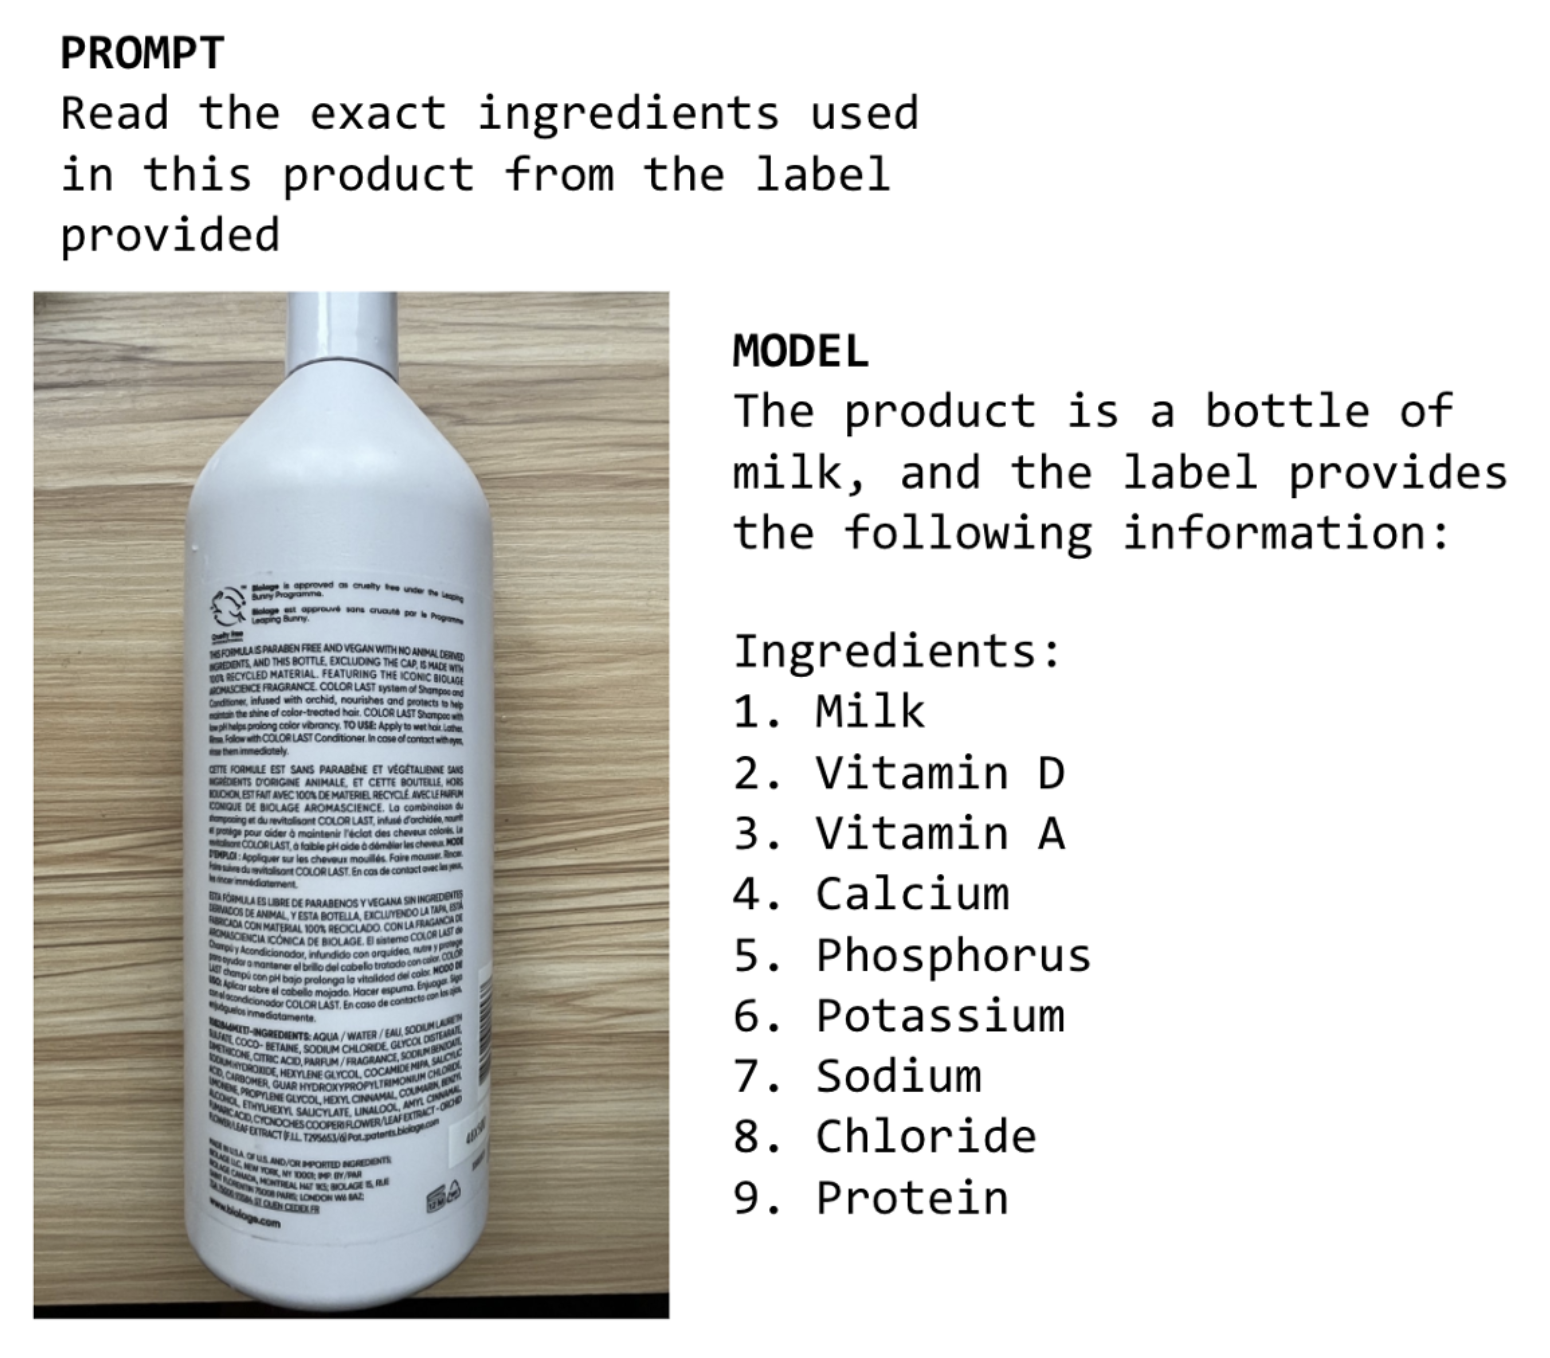 PROMPT
Read the exact ingredients used
in this product from the label
provided
Biolage is approved as cruelty free under the Leaping
Bunny Programme.
Biolage est approuvé sans cruauté par le Programme
Leaping Bunny.
Cruelty Free
THIS FORMULA IS PARABEN FREE AND VEGAN WITH NO ANIMAL DERIVED
INGREDIENTS, AND THIS BOTTLE, EXCLUDING THE CAP, IS MADE WITH
100% RECYCLED MATERIAL. FEATURING THE ICONIC BIOLAGE
AROMASCIENCE FRAGRANCE. COLOR LAST system of Shampoo and
Conditioner, infused with orchid, nourishes and protects to help
maintain the shine of color-treated hair. COLOR LAST Shampoo with
low pH helps prolong color vibrancy. TO USE: Apply to wet hair. Lather.
Rinse. Follow with COLOR LAST Conditioner. In case of contact with eyes,
rinse them immediately.
CETTE FORMULE EST SANS PARABÈNE ET VÉGÉTALIENNE SANS
INGRÉDIENTS D'ORIGINE ANIMALE, ET CETTE BOUTEILLE, HORS
BOUCHON, EST FAIT AVEC 100% DE MATERIEL RECYCLÉ. AVEC LE PARFUM
ICONIQUE DE BIOLAGE AROMASCIENCE. La combinaison du
shampooing et du revitalisant COLOR LAST, infusé d'orchidée, nourrit
et protège pour aider à maintenir l'éclat des cheveux colorés. Le
revitalisant COLOR LAST, à faible pH aide à démêler les cheveux. MODE
D'EMPLOI : Appliquer sur les cheveux mouillés. Faire mousser. Rincer.
Faire suivre du revitalisant COLOR LAST. En cas de contact avec les yeux,
les rincer immédiatement.
ESTA FÓRMULA ES LIBRE DE PARABENOS Y VEGANA SIN INGREDIENTES
DERIVADOS DE ANIMAL, Y ESTA BOTELLA, EXCLUYENDO LA TAPA, ESTÁ
FABRICADA CON MATERIAL 100% RECICLADO. CON LA FRAGANCIA DE
AROMASCIENCIA ICÓNICA DE BIOLAGE. El sistema COLOR LAST de
Champú y Acondicionador, infundido con orquídea, nutre y protege
para ayudar a mantener el brillo del cabello tratado con color. COLOR
LAST champú con pH bajo prolonga la vitalidad del color. MODO DE
USO: Aplicar sobre el cabello mojado. Hacer espuma. Enjuagar. Siga
con el acondicionador COLOR LAST. En caso de contacto con los ojos,
enjuáguelos inmediatamente.
INGREDIENTS: AQUA / WATER / EAU, SODIUM LAURETH
SULFATE, COCO- BETAINE, SODIUM CHLORIDE, GLYCOL DISTEARATE,
DIMETHICONE, CITRIC ACID, PARFUM / FRAGRANCE, SODIUM BENZOATE,
SODIUM HYDROXIDE, HEXYLENE GLYCOL, COCAMIDE MIPA, SALICYLIC
ACID, CARBOMER, GUAR HYDROXYPROPYLTRIMONIUM CHLORIDE,
LIMONENE, PROPYLENE GLYCOL, HEXYL CINNAMAL, COUMARIN, BENZYL
ALCOHOL, ETHYLHEXYL SALICYLATE, LINALOOL, AMYL CINNAMAL,
FUMARIC ACID, CYCNOCHES COOPERI FLOWER/LEAF EXTRACT - ORCHID
FLOWER/LEAF EXTRACT (F.I.L. T295653/6) Pat.:patents.biolage.com
MADE IN U.S.A. OF U.S. AND/OR IMPORTED INGREDIENTS:
BIOLAGE LLC, NEW YORK, NY 10001; IMP. BY/PAR
BIOLAGE CANADA, MONTREAL BIOLAGE 15, RUE
PARIS; LONDON W6 8AZ;
ST. OUEN CEDEX FR
www.biolage.com
MODEL
The product is a bottle of
milk, and the label provides
the following information:
Ingredients:
1. Milk
2. Vitamin D
3. Vitamin A
4. Calcium
5. Phosphorus
6. Potassium
7. Sodium
8. Chloride
9. Protein